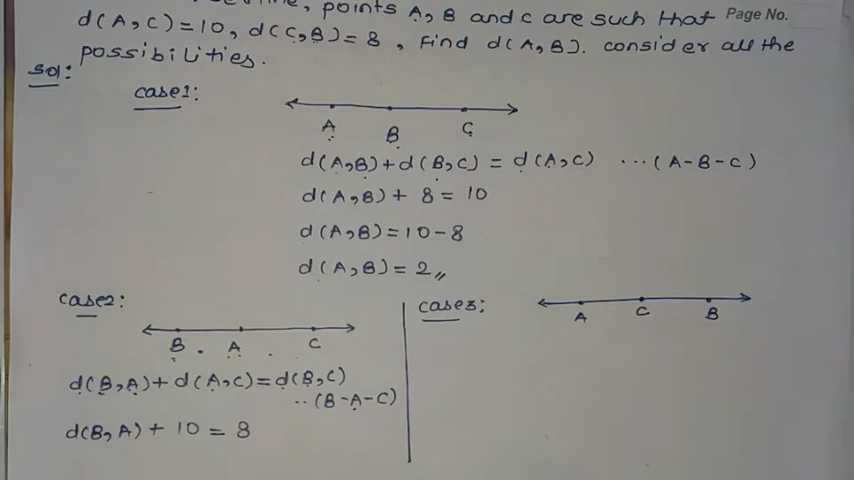 line, points A, B and C are such that Page No.
d(A,C)=10, d(C,B)=8, Find d(A,B). consider all the
possibilities.
Sol:
case1:
A B C
d(A,B)+d(B,C) = d(A,C) ...(A-B-C)
d(A,B)+ 8 = 10
d(A,B)=10-8
d(A,B)=2,,
case2:
B A C
d(B,A)+d(A,C)=d(B,C)
..(B-A-C)
d(B,A)+ 10 = 8
case3;
A C B